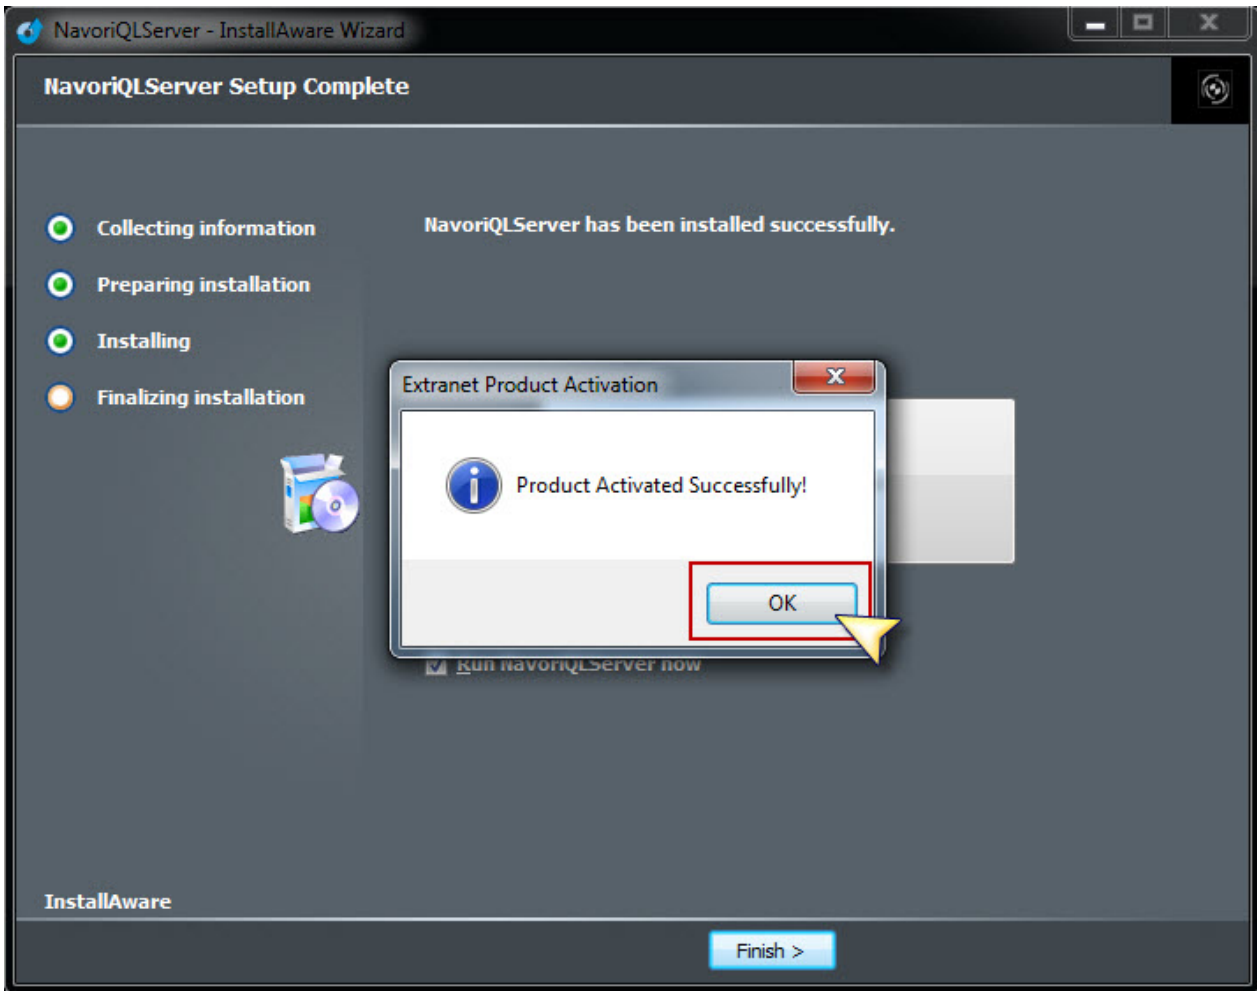 NavoriQLServer - InstallAware Wizard
NavoriQLServer Setup Complete
Collecting information
Preparing installation
Installing
Finalizing installation
NavoriQLServer has been installed successfully.
Extranet Product Activation
Product Activated Successfully!
OK
Run NavoriQLServer now
InstallAware
Finish >